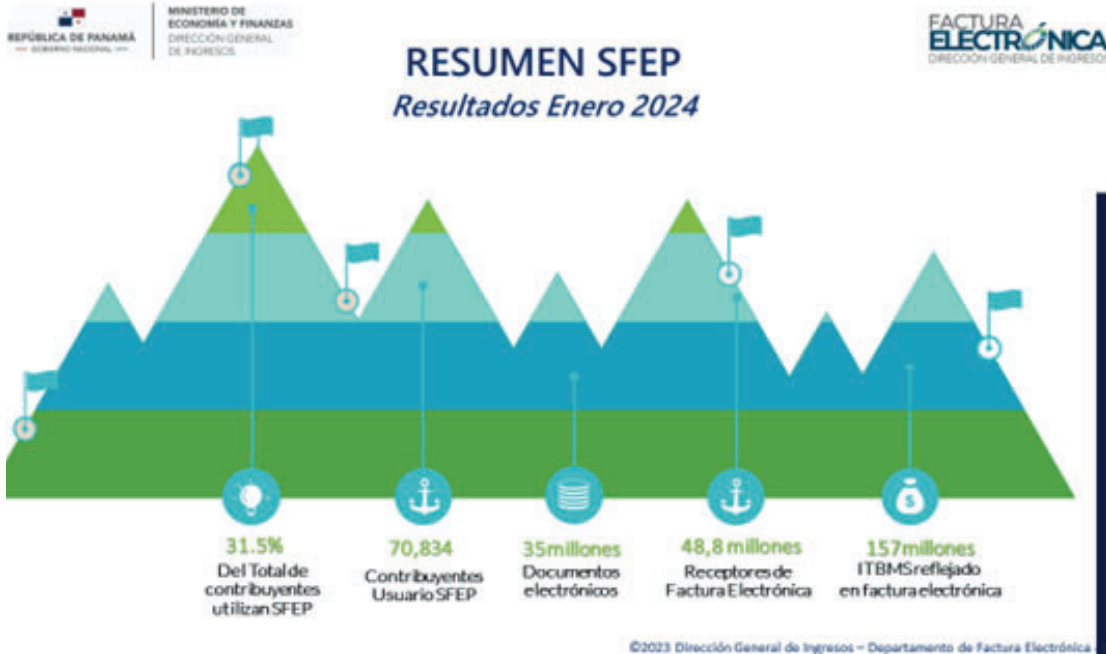 REPÚBLICA DE PANAMÁ
— GOBIERNO NACIONAL —
MINISTERIO DE
ECONOMÍA Y FINANZAS
DIRECCIÓN GENERAL
DE INGRESOS
FACTURA
ELECTRÓNICA
DIRECCIÓN GENERAL DE INGRESOS
RESUMEN SFEP
Resultados Enero 2024
31.5%
Del Total de
contribuyentes
utilizan SFEP
70,834
Contribuyentes
Usuario SFEP
35millones
Documentos
electrónicos
48,8 millones
Receptores de
Factura Electrónica
$
157millones
ITBMS reflejado
en factura electrónica
©2023 Dirección General de Ingresos – Departamento de Factura Electrónica